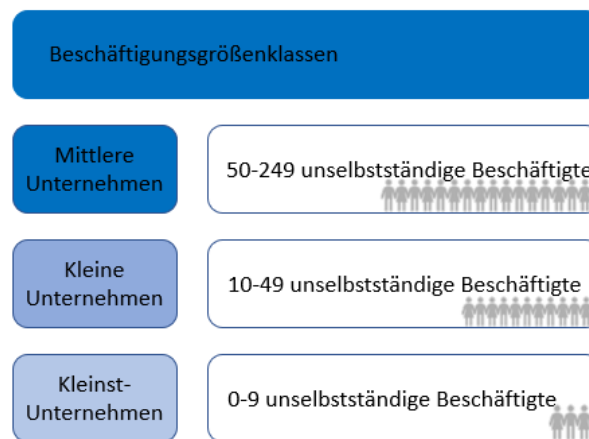 Beschäftigungsgrößenklassen
Mittlere
Unternehmen
50-249 unselbstständige Beschäftigte
Kleine
Unternehmen
10-49 unselbstständige Beschäftigte
Kleinst-
Unternehmen
0-9 unselbstständige Beschäftigte